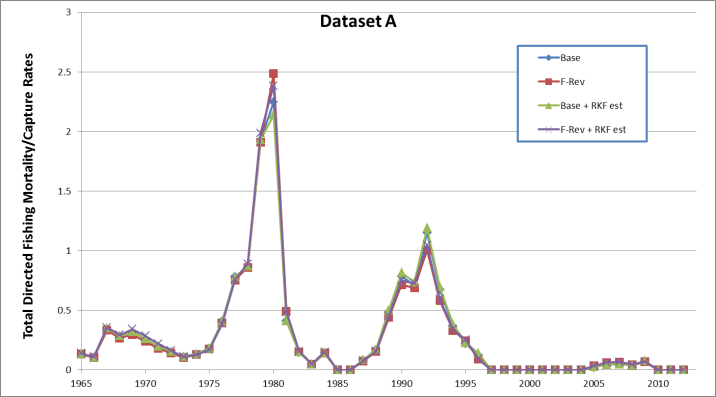 Dataset A
Total Directed Fishing Mortality/Capture Rates
3
2.5
2
1.5
1
0.5
0
Base
F-Rev
Base + RKF est
F-Rev + RKF est
1965 1970 1975 1980 1985 1990 1995 2000 2005 2010